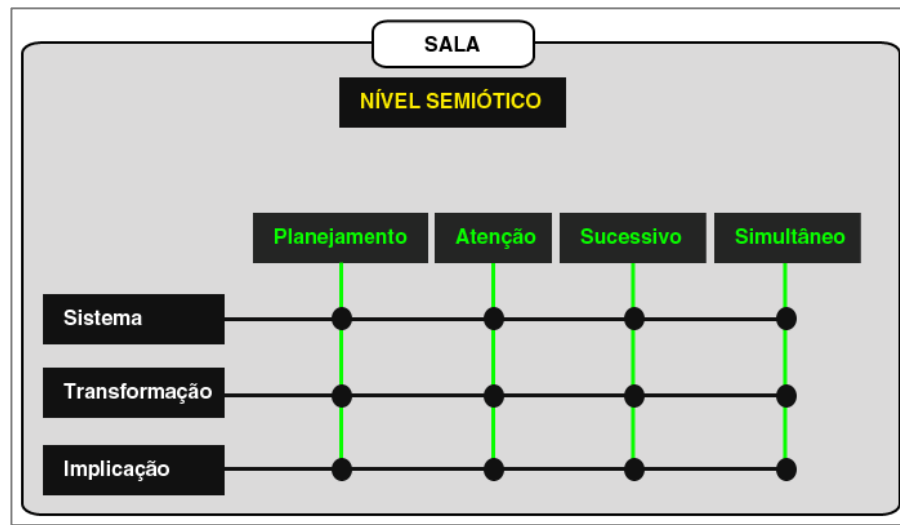 SALA
NÍVEL SEMIÓTICO
Planejamento Atenção Sucessivo Simultâneo
Sistema
Transformação
Implicação